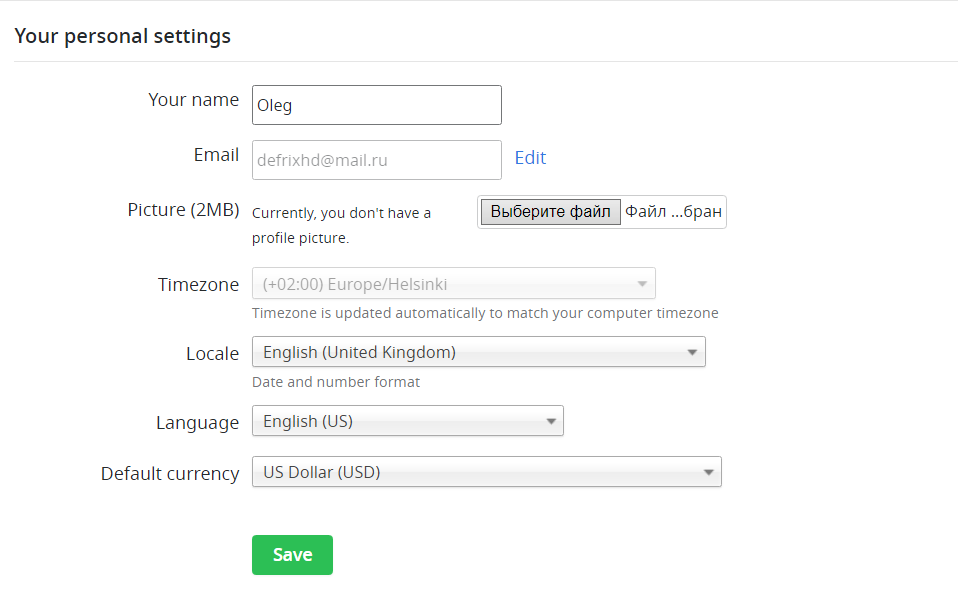 Your personal settings
Your name Oleg
Email defrixhd@mail.ru Edit
Picture (2MB) Currently, you don't have a profile picture. Выберите файл Файл ...бран
Timezone (+02:00) Europe/Helsinki
Timezone is updated automatically to match your computer timezone
Locale English (United Kingdom)
Date and number format
Language English (US)
Default currency US Dollar (USD)
Save